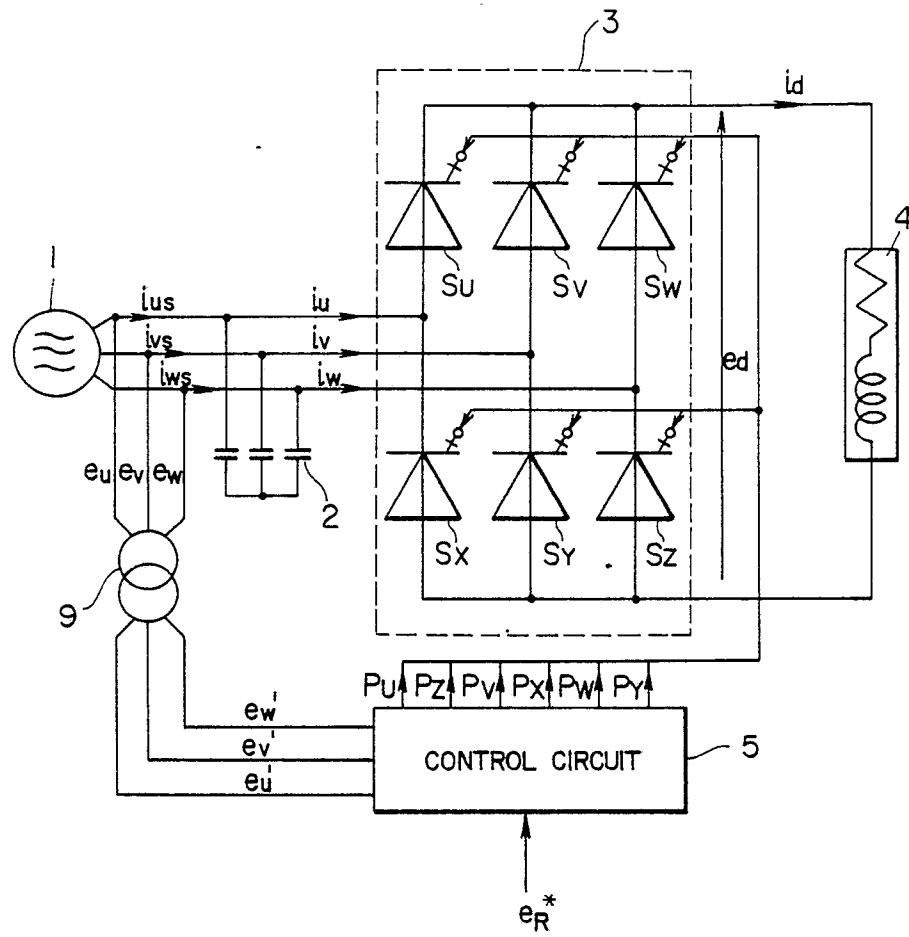 3
id
4
SU
SV
SW
1
ius
iu
ivs
iv
iws
iw
ed
eu
ev
ew
2
SX
SY
SZ
9
PU
PZ
PV
PX
PW
PY
ew'
ev'
eu'
CONTROL CIRCUIT
5
eR*